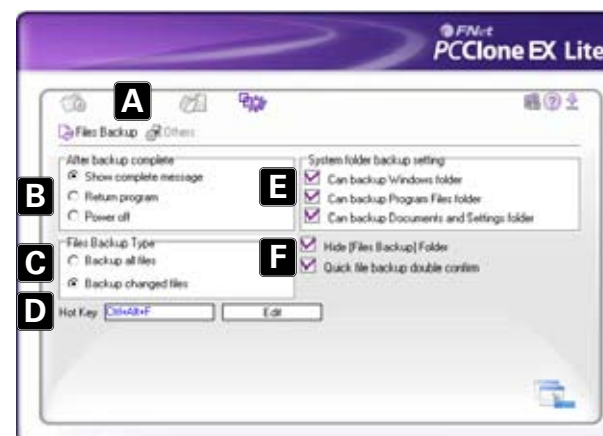 FNet
PCClone EX Lite
A
Files Backup Others
After backup complete
Show complete message
Return program
Power off
B
Files Backup Type
Backup all files
Backup changed files
C
D
Hot Key Ctrl+Alt+F Edit
System folder backup setting
E
Can backup Windows folder
Can backup Program Files folder
Can backup Documents and Settings folder
F
Hide [Files Backup] Folder
Quick file backup double confirm